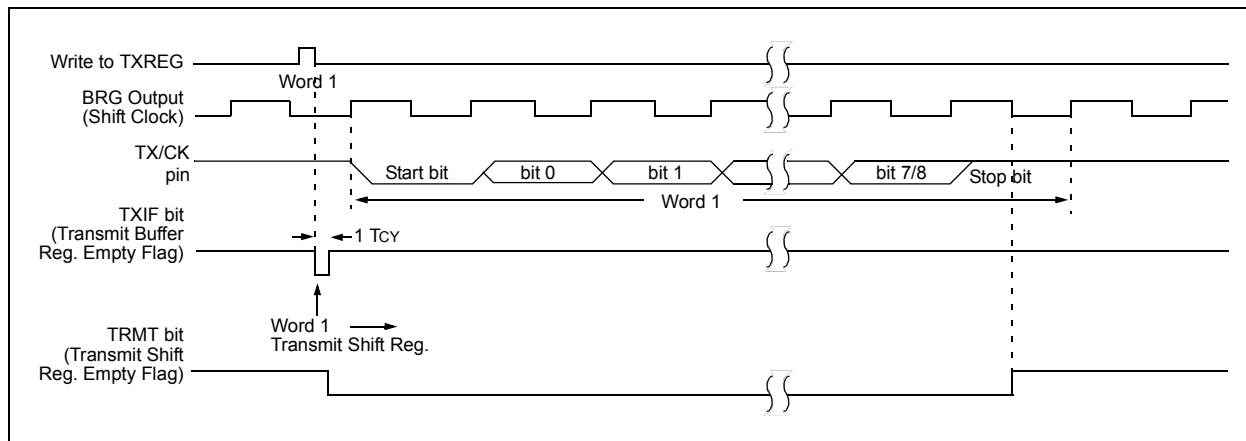 Write to TXREG
Word 1
BRG Output
(Shift Clock)
TX/CK
pin
Start bit
bit 0
bit 1
bit 7/8
Stop bit
Word 1
TXIF bit
(Transmit Buffer
Reg. Empty Flag)
1 TCY
Word 1
Transmit Shift Reg.
TRMT bit
(Transmit Shift
Reg. Empty Flag)